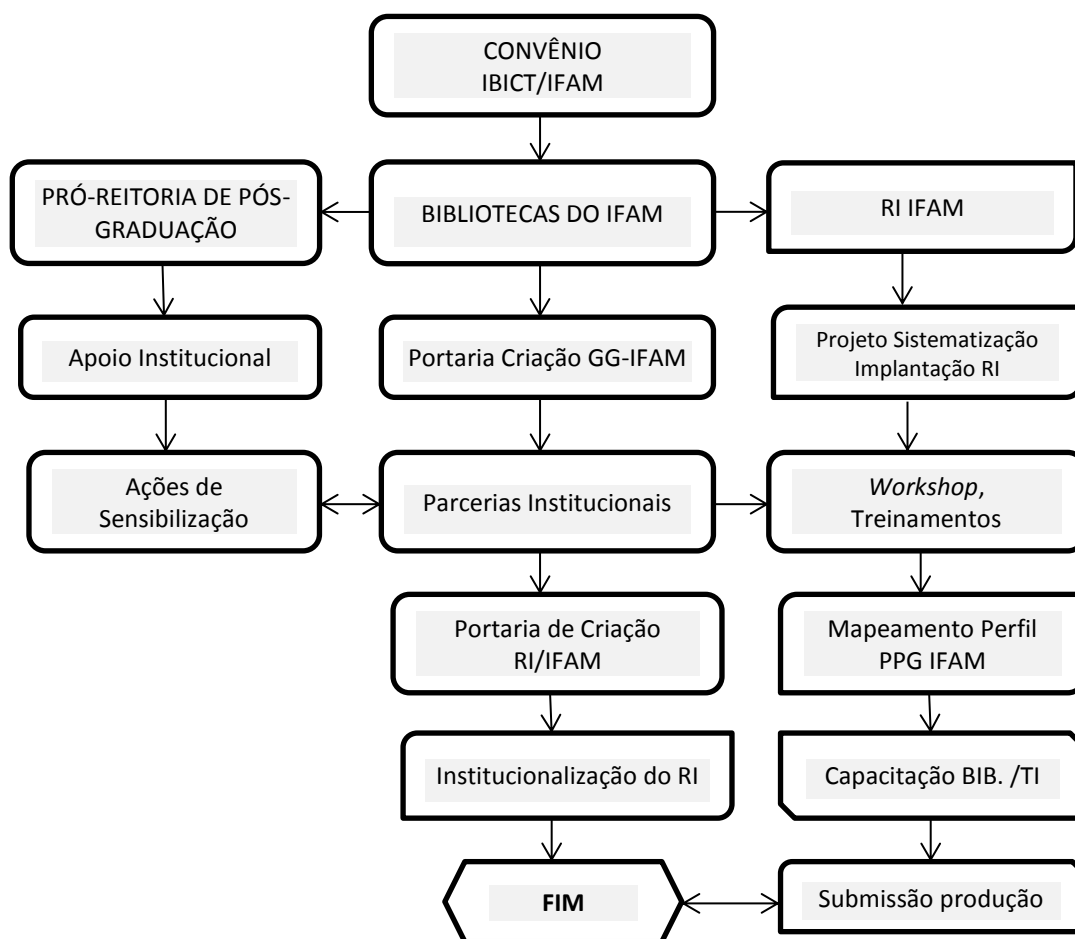 CONVÊNIO
IBICT/IFAM
PRÓ-REITORIA DE PÓS-
GRADUAÇÃO
BIBLIOTECAS DO IFAM
RI IFAM
Apoio Institucional
Portaria Criação GG-IFAM
Projeto Sistematização
Implantação RI
Ações de
Sensibilização
Parcerias Institucionais
Workshop,
Treinamentos
Portaria de Criação
RI/IFAM
Mapeamento Perfil
PPG IFAM
Institucionalização do RI
Capacitação BIB. /TI
FIM
Submissão produção